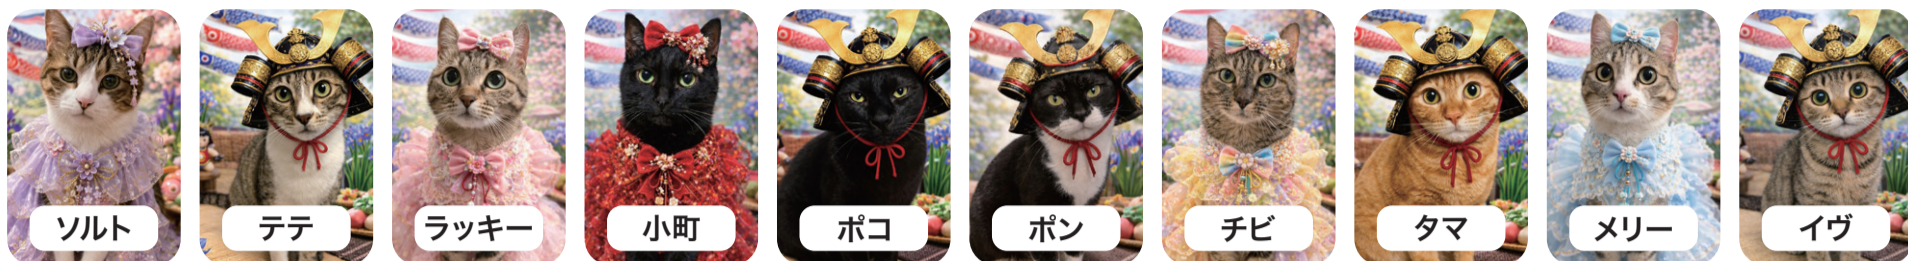 ソルト
テテ
ラッキー
小町
ポコ
ポン
チビ
タマ
メリー
イヴ